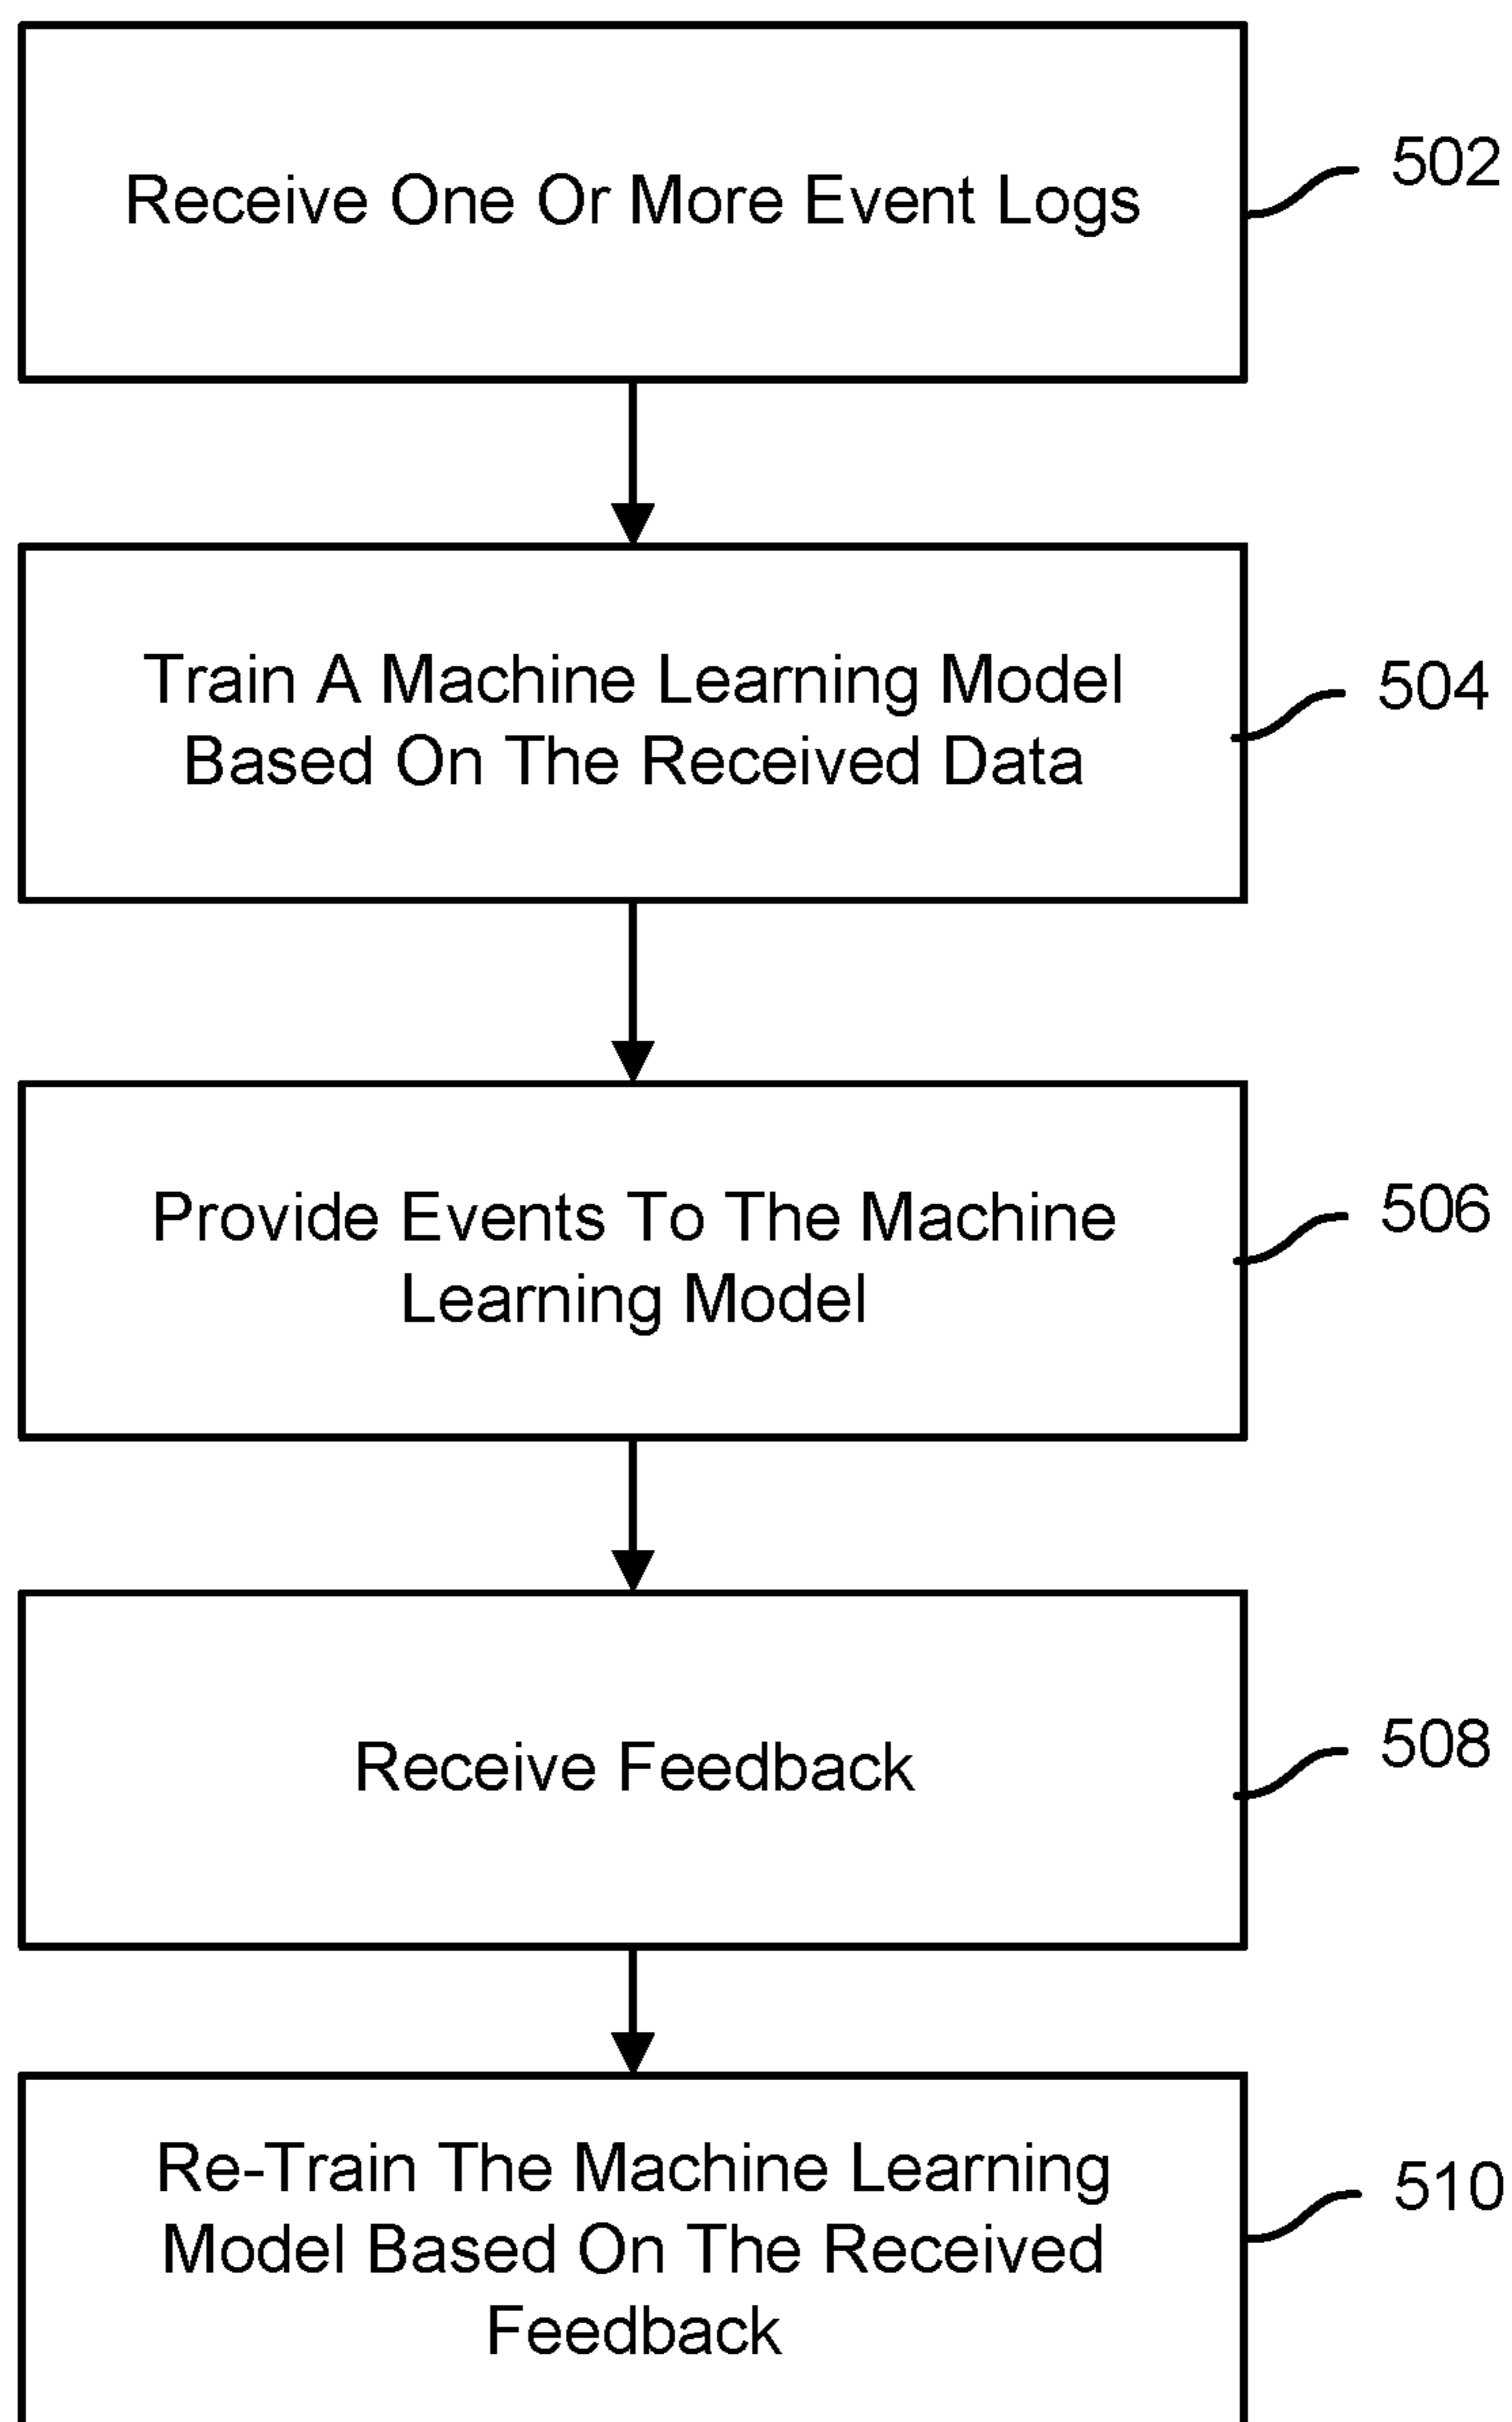 Receive One Or More Event Logs
502
Train A Machine Learning Model
Based On The Received Data
504
Provide Events To The Machine
Learning Model
506
Receive Feedback
508
Re-Train The Machine Learning
Model Based On The Received
Feedback
510